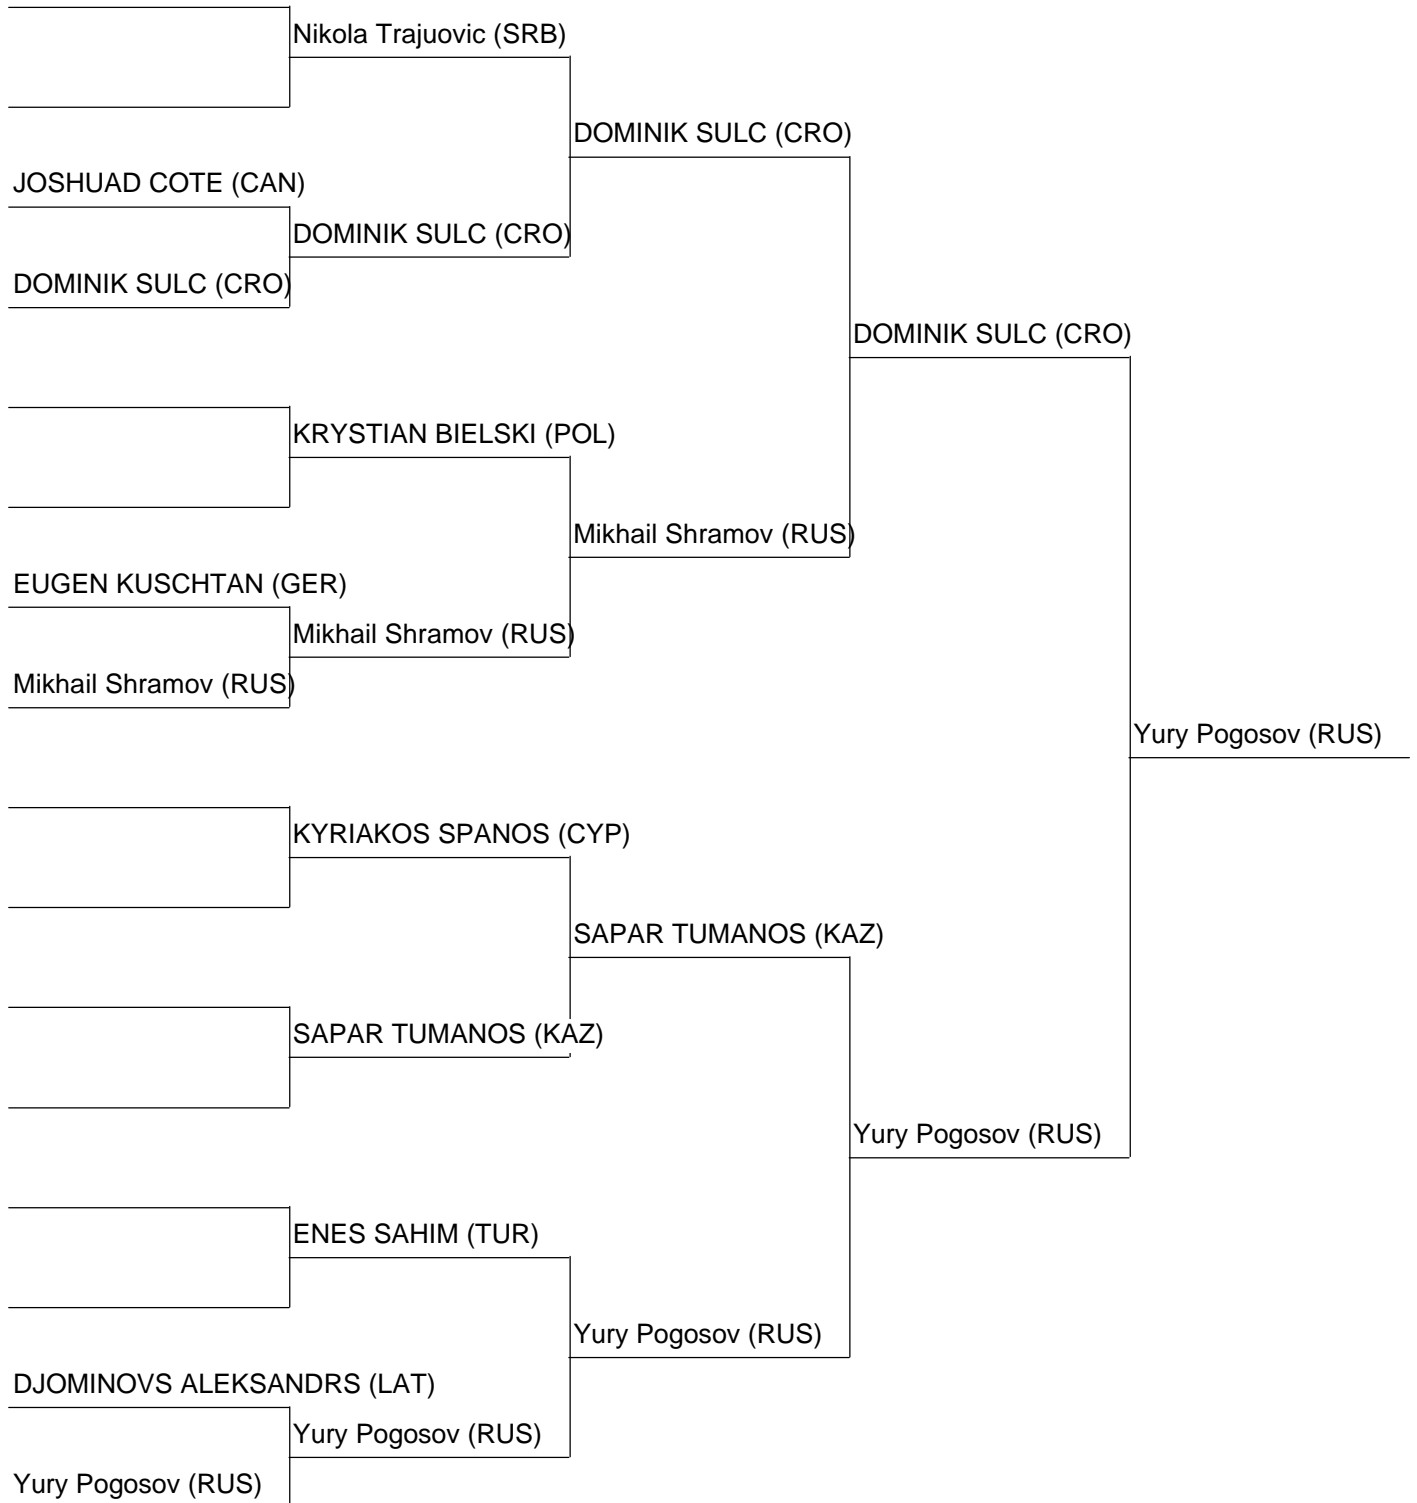 Nikola Trajuovic (SRB)
DOMINIK SULC (CRO)
JOSHUAD COTE (CAN)
DOMINIK SULC (CRO)
DOMINIK SULC (CRO)
DOMINIK SULC (CRO)
KRYSTIAN BIELSKI (POL)
Mikhail Shramov (RUS)
EUGEN KUSCHTAN (GER)
Mikhail Shramov (RUS)
Mikhail Shramov (RUS)
Yury Pogosov (RUS)
KYRIAKOS SPANOS (CYP)
SAPAR TUMANOS (KAZ)
SAPAR TUMANOS (KAZ)
Yury Pogosov (RUS)
ENES SAHIM (TUR)
Yury Pogosov (RUS)
DJOMINOVS ALEKSANDRS (LAT)
Yury Pogosov (RUS)
Yury Pogosov (RUS)